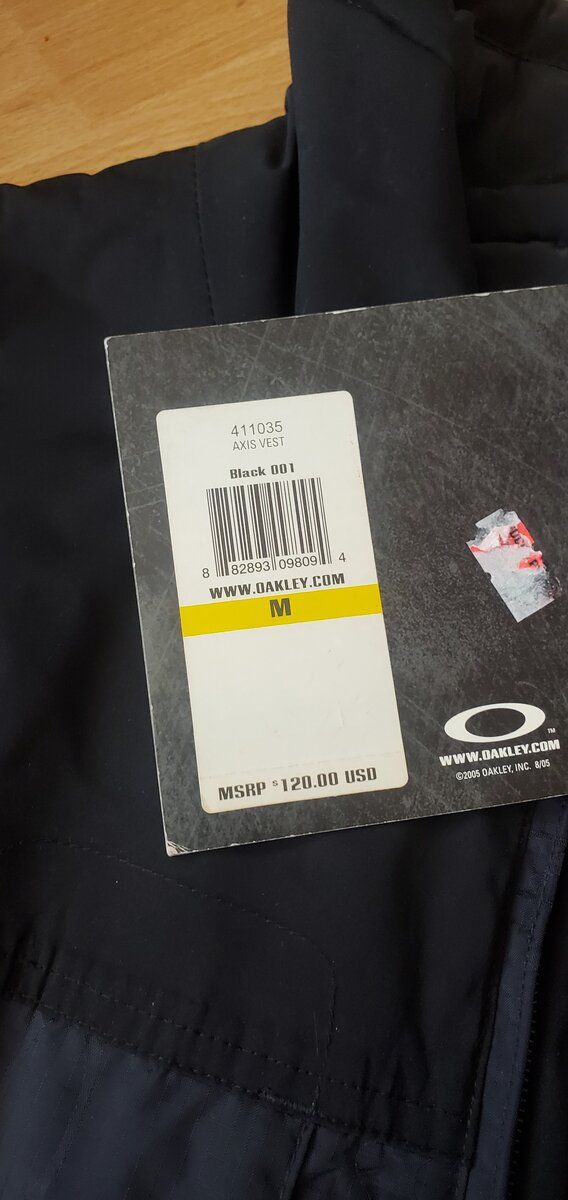 411035
AXIS VEST
Black 001
8 82893 09809 4
WWW.OAKLEY.COM
M
MSRP $120.00 USD
TM
WWW.OAKLEY.COM
©2005 OAKLEY, INC. 8/05